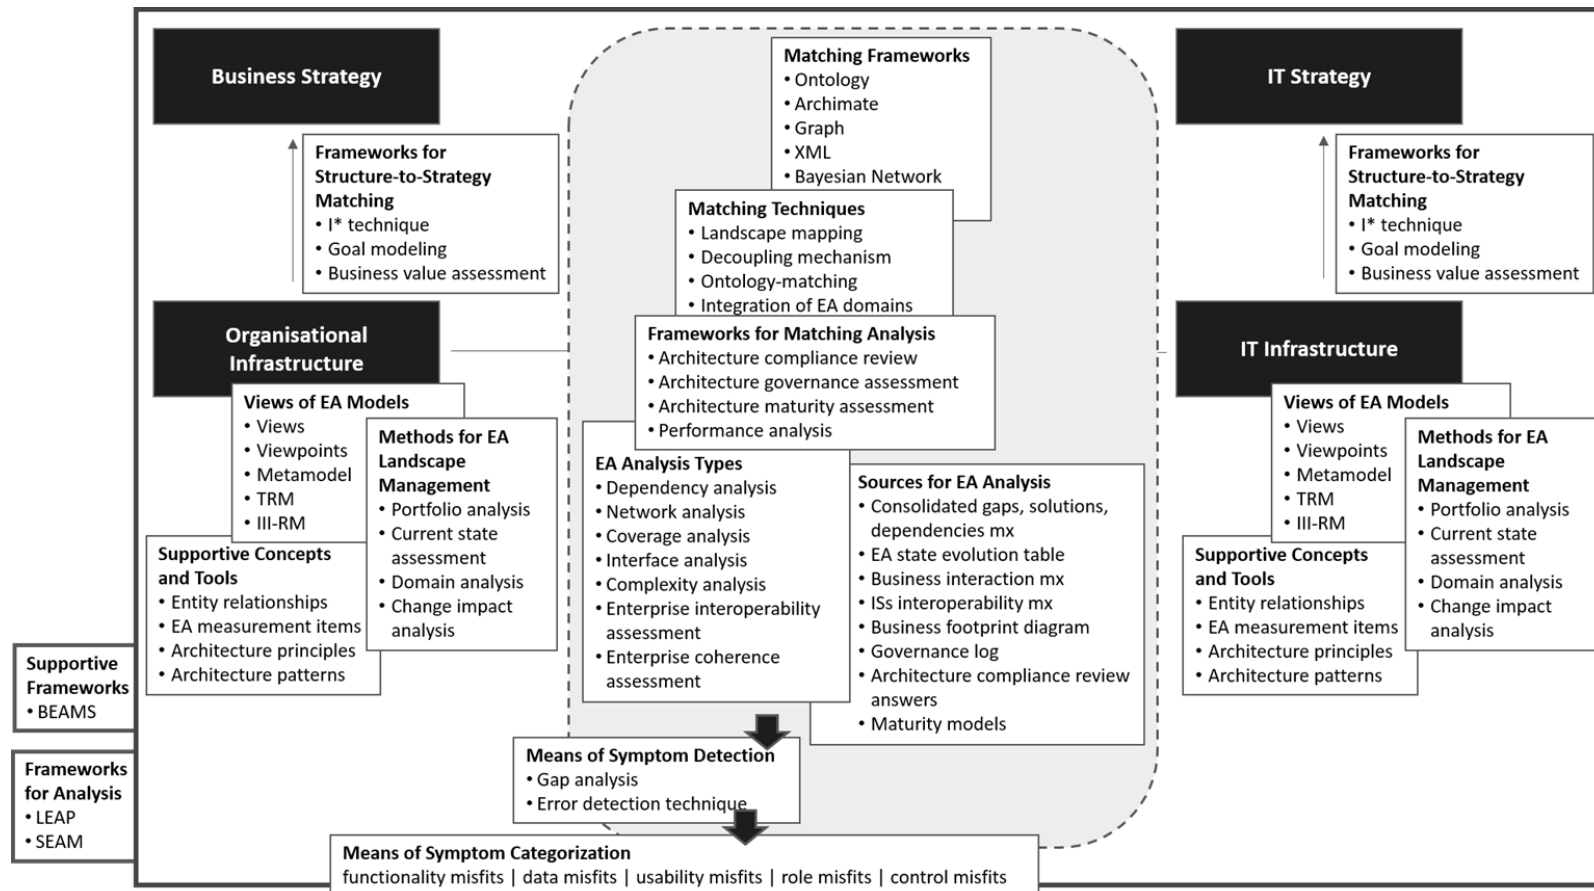 Business Strategy
Frameworks for
Structure-to-Strategy
Matching
• I* technique
• Goal modeling
• Business value assessment
Organisational
Infrastructure
Views of EA Models
• Views
• Viewpoints
• Metamodel
• TRM
• III-RM
Methods for EA
Landscape
Management
• Portfolio analysis
• Current state
assessment
• Domain analysis
• Change impact
analysis
Supportive Concepts
and Tools
• Entity relationships
• EA measurement items
• Architecture principles
• Architecture patterns
Supportive
Frameworks
• BEAMS
Frameworks
for Analysis
• LEAP
• SEAM
Matching Frameworks
• Ontology
• Archimate
• Graph
• XML
• Bayesian Network
Matching Techniques
• Landscape mapping
• Decoupling mechanism
• Ontology-matching
• Integration of EA domains
Frameworks for Matching Analysis
• Architecture compliance review
• Architecture governance assessment
• Architecture maturity assessment
• Performance analysis
EA Analysis Types
• Dependency analysis
• Network analysis
• Coverage analysis
• Interface analysis
• Complexity analysis
• Enterprise interoperability
assessment
• Enterprise coherence
assessment
Sources for EA Analysis
• Consolidated gaps, solutions,
dependencies mx
• EA state evolution table
• Business interaction mx
• ISs interoperability mx
• Business footprint diagram
• Governance log
• Architecture compliance review
answers
• Maturity models
Means of Symptom Detection
• Gap analysis
• Error detection technique
Means of Symptom Categorization
functionality misfits | data misfits | usability misfits | role misfits | control misfits
IT Strategy
Frameworks for
Structure-to-Strategy
Matching
• I* technique
• Goal modeling
• Business value assessment
IT Infrastructure
Views of EA Models
• Views
• Viewpoints
• Metamodel
• TRM
• III-RM
Methods for EA
Landscape
Management
• Portfolio analysis
• Current state
assessment
• Domain analysis
• Change impact
analysis
Supportive Concepts
and Tools
• Entity relationships
• EA measurement items
• Architecture principles
• Architecture patterns